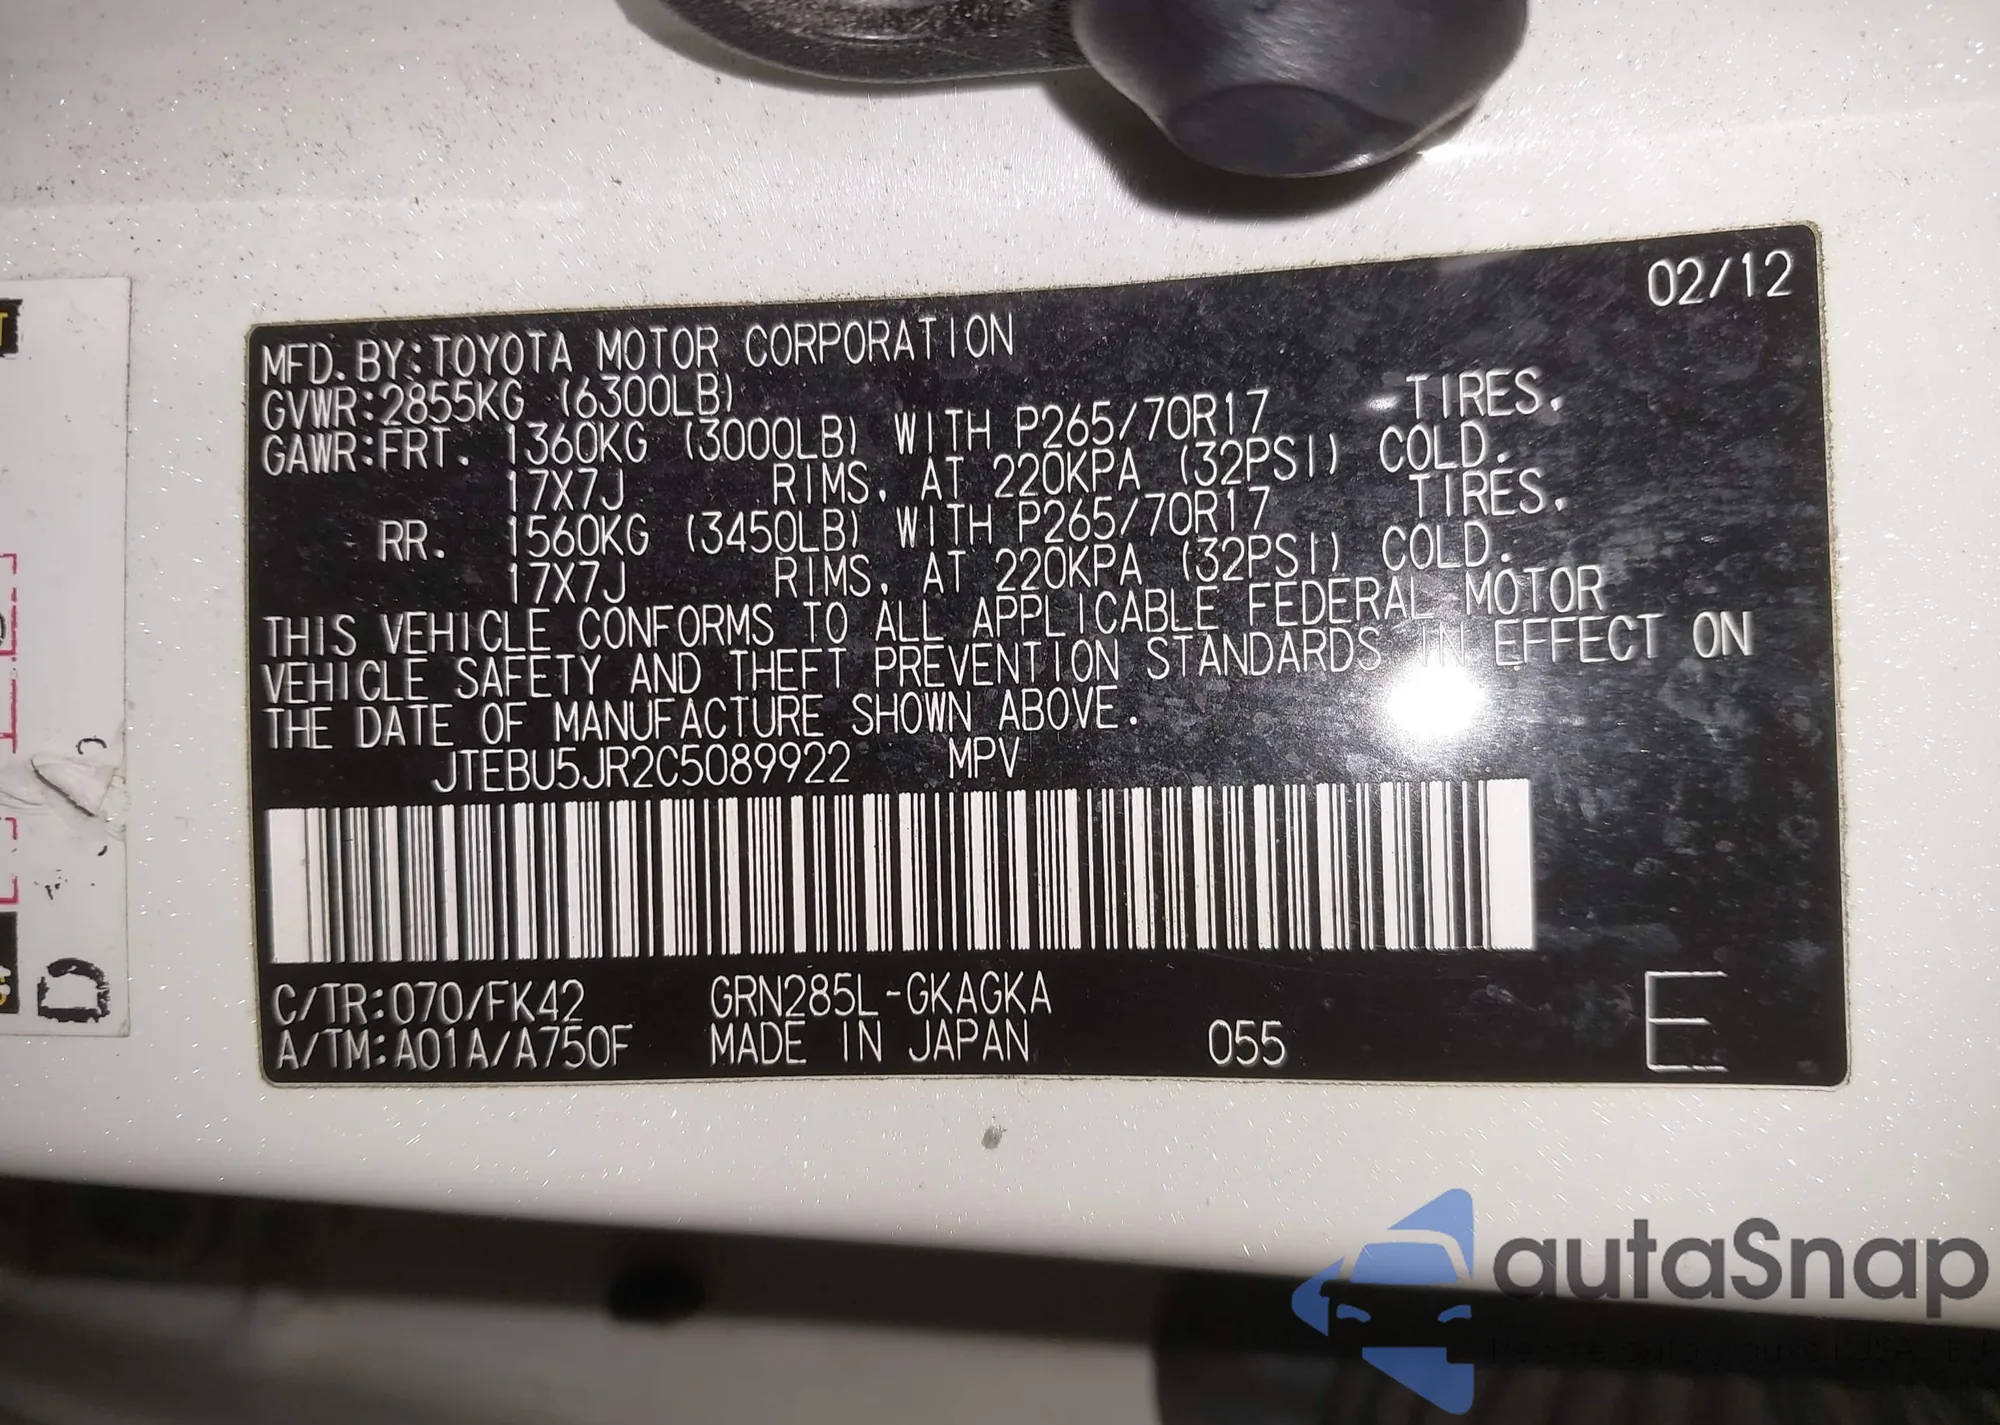 02/12
MFD. BY:TOYOTA MOTOR CORPORATION
GVWR:2855KG (6300LB)
GAWR:FRT. 1360KG (3000LB) WITH P265/70R17 TIRES.
17X7J RIMS, AT 220KPA (32PSI) COLD.
RR. 1560KG (3450LB) WITH P265/70R17 TIRES.
17X7J RIMS, AT 220KPA (32PSI) COLD.
THIS VEHICLE CONFORMS TO ALL APPLICABLE FEDERAL MOTOR
VEHICLE SAFETY AND THEFT PREVENTION STANDARDS IN EFFECT ON
THE DATE OF MANUFACTURE SHOWN ABOVE.
JTEBU5JR2C5089922 MPV
C/TR:070/FK42 GRN285L-GKAGKA
A/TM:A01A/A750F MADE IN JAPAN 055 E
D
autaSnap